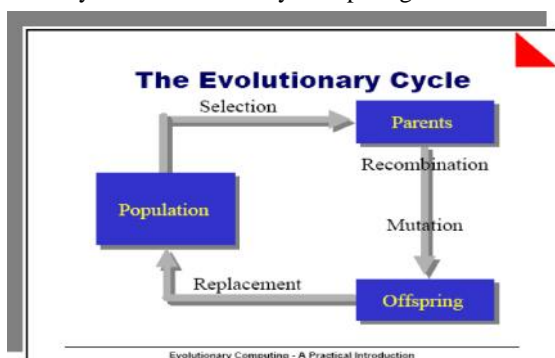 The Evolutionary Cycle
Selection
Parents
Recombination
Population
Mutation
Replacement
Offspring
Evolutionary Computing - A Practical Introduction